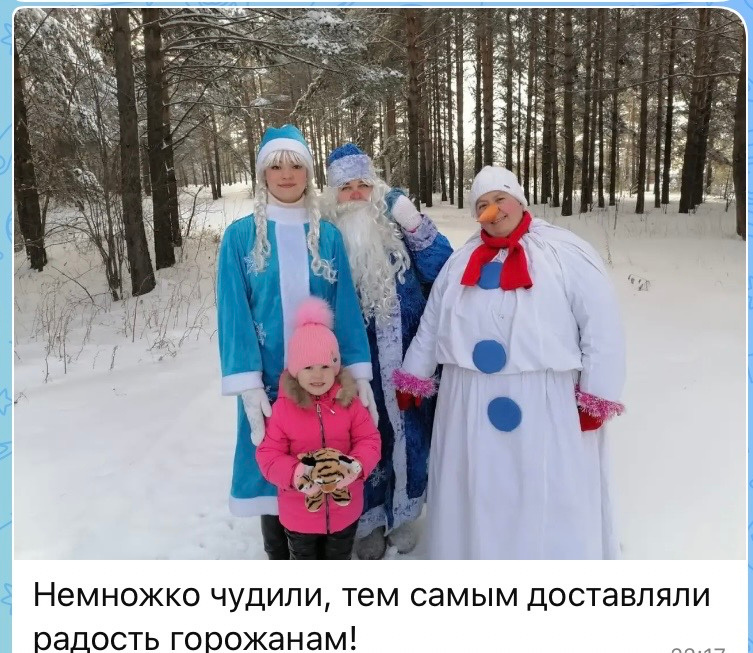 Немножко чудили, тем самым доставляли
радость горожанам!